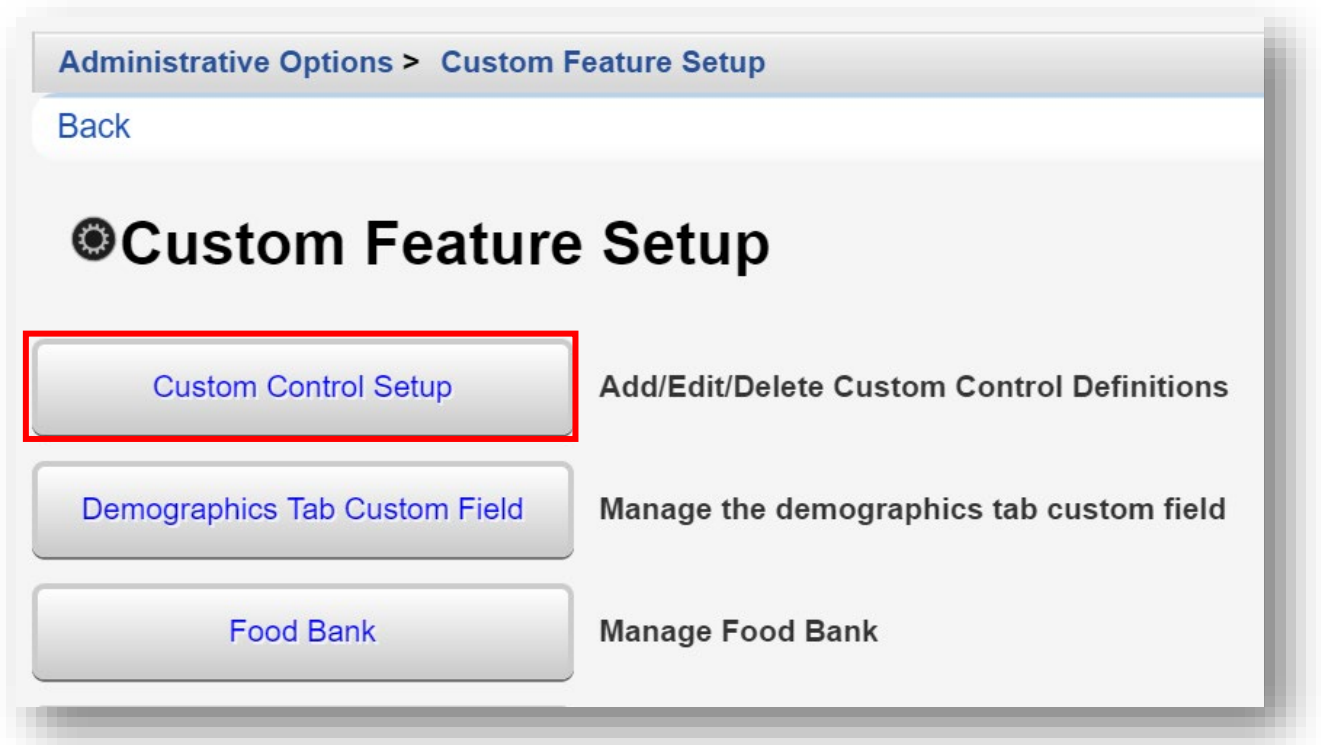 Administrative Options > Custom Feature Setup
Back
Custom Feature Setup
Custom Control Setup Add/Edit/Delete Custom Control Definitions
Demographics Tab Custom Field Manage the demographics tab custom field
Food Bank Manage Food Bank